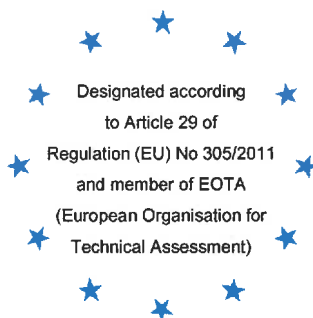 Designated according
to Article 29 of
Regulation (EU) No 305/2011
and member of EOTA
(European Organisation for
Technical Assessment)